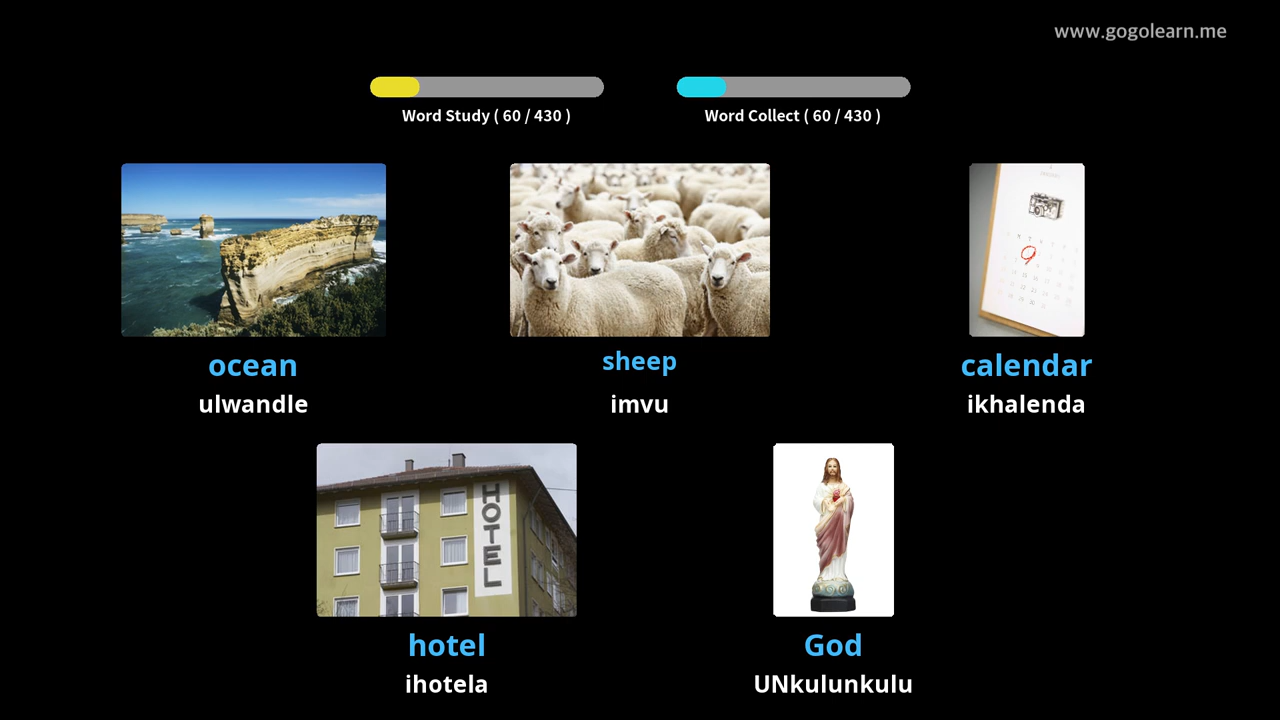 www.gogolearn.me
Word Study ( 60 / 430 )
Word Collect ( 60 / 430 )
ocean
ulwandle
sheep
imvu
calendar
ikhalenda
HOTEL
hotel
ihotela
God
UNkulunkulu